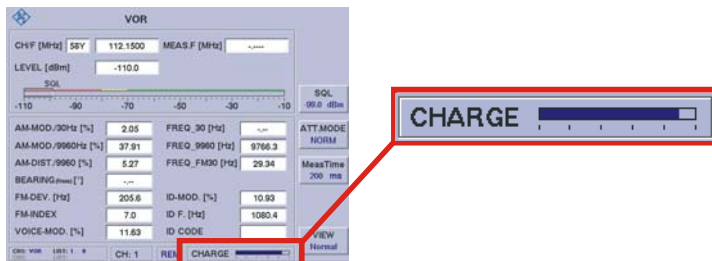 VOR
CH/F [MHz] 58Y 112.1500 MEAS.F [MHz] -.----
LEVEL [dBm] -110.0
SQL
-110 -90 -70 -50 -30 -10
SQL
-99.0 dBm
AM-MOD./30Hz [%] 2.05 FREQ_30 [Hz] -.--
ATT.MODE
NORM
AM-MOD./9960Hz [%] 37.91 FREQ_9960 [Hz] 9766.3
AM-DIST./9960 [%] 5.27 FREQ_FM30 [Hz] 29.34
MeasTime
200 ms
BEARING (from) [°] -.--
FM-DEV. [Hz] 205.6 ID-MOD. [%] 10.93
FM-INDEX 7.0 ID F. [Hz] 1080.4
VOICE-MOD. [%] 11.63 ID CODE
VIEW
Normal
CH: 1 REM CHARGE
CHARGE